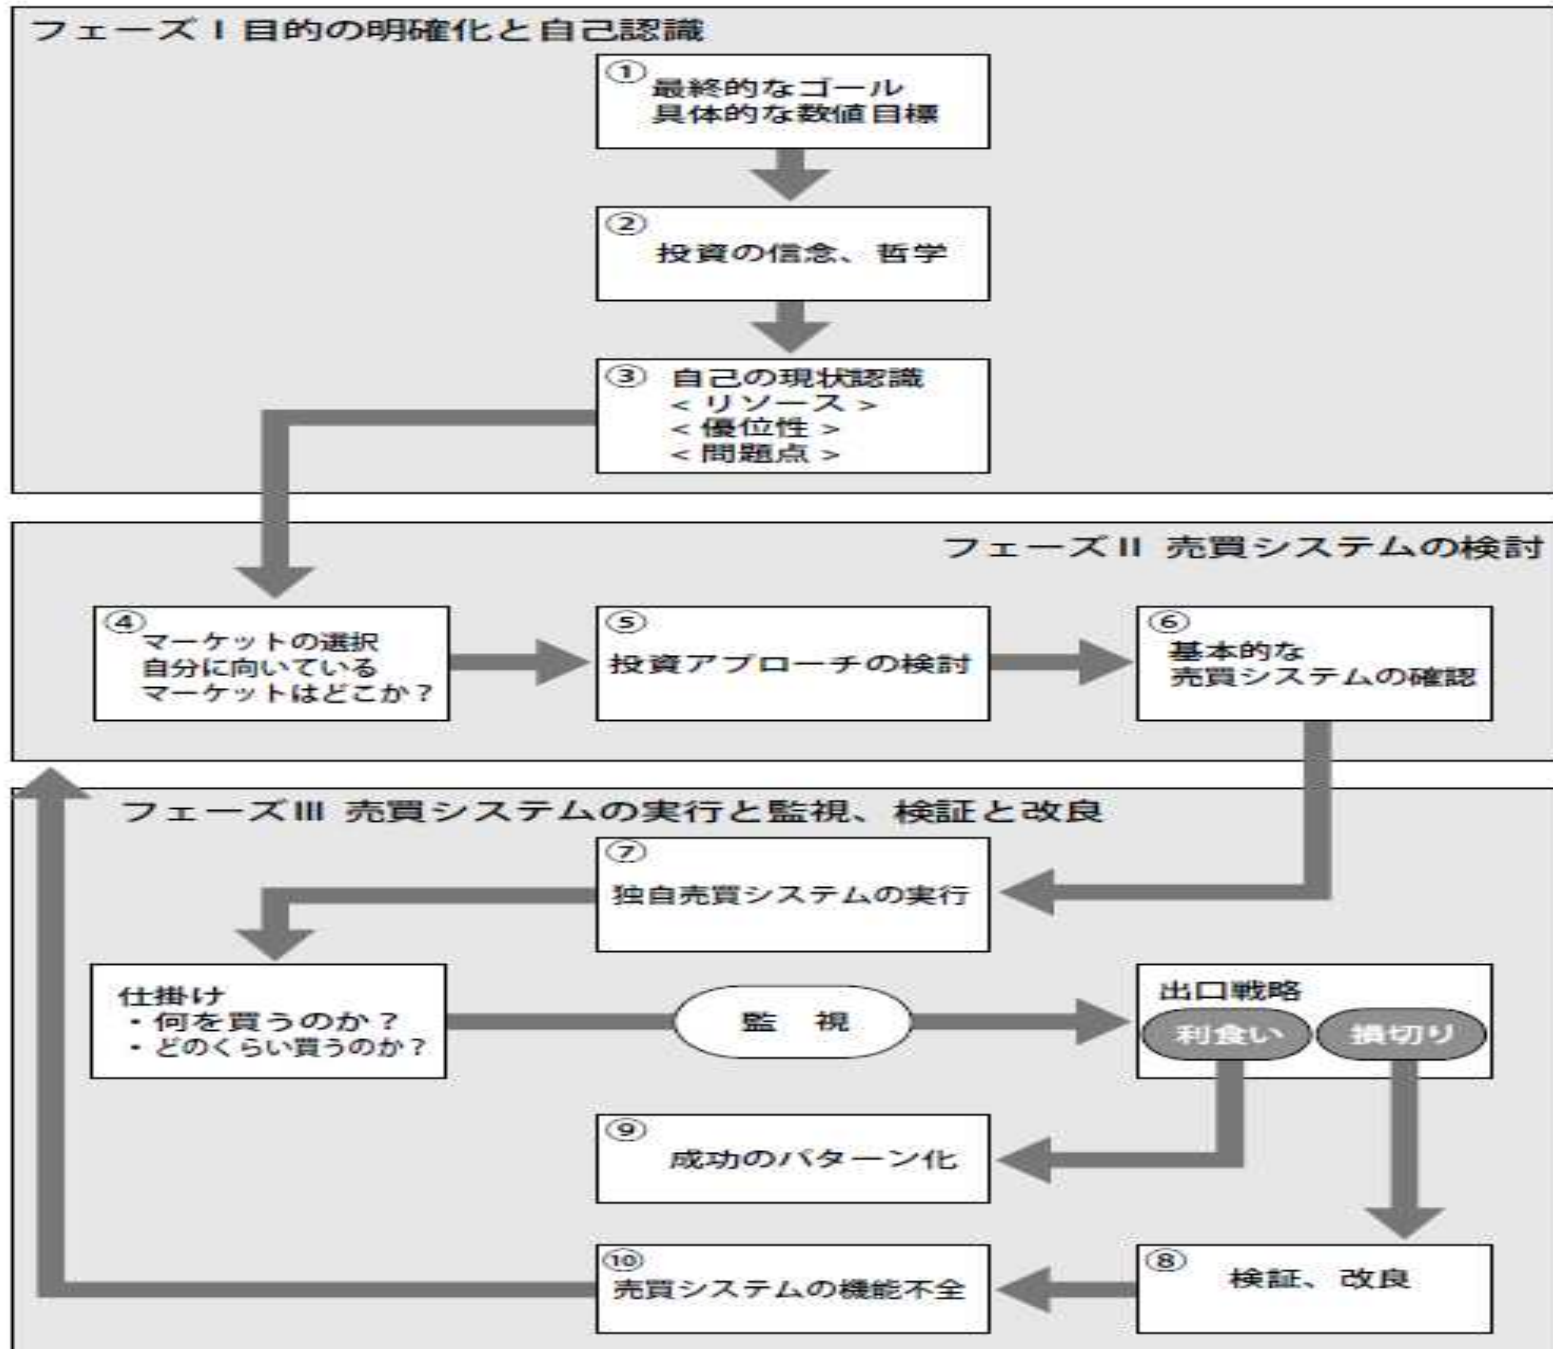 フェーズⅠ目的の明確化と自己認識
①
最終的なゴール
具体的な数値目標
②
投資の信念、哲学
③ 自己の現状認識
＜リソース＞
＜優位性＞
＜問題点＞
フェーズⅡ 売買システムの検討
④
マーケットの選択
自分に向いている
マーケットはどこか？
⑤
投資アプローチの検討
⑥
基本的な
売買システムの確認
フェーズⅢ 売買システムの実行と監視、検証と改良
⑦
独自売買システムの実行
仕掛け
・何を買うのか？
・どのくらい買うのか？
監 視
出口戦略
利食い 損切り
⑨
成功のパターン化
⑩
売買システムの機能不全
⑧
検証、改良